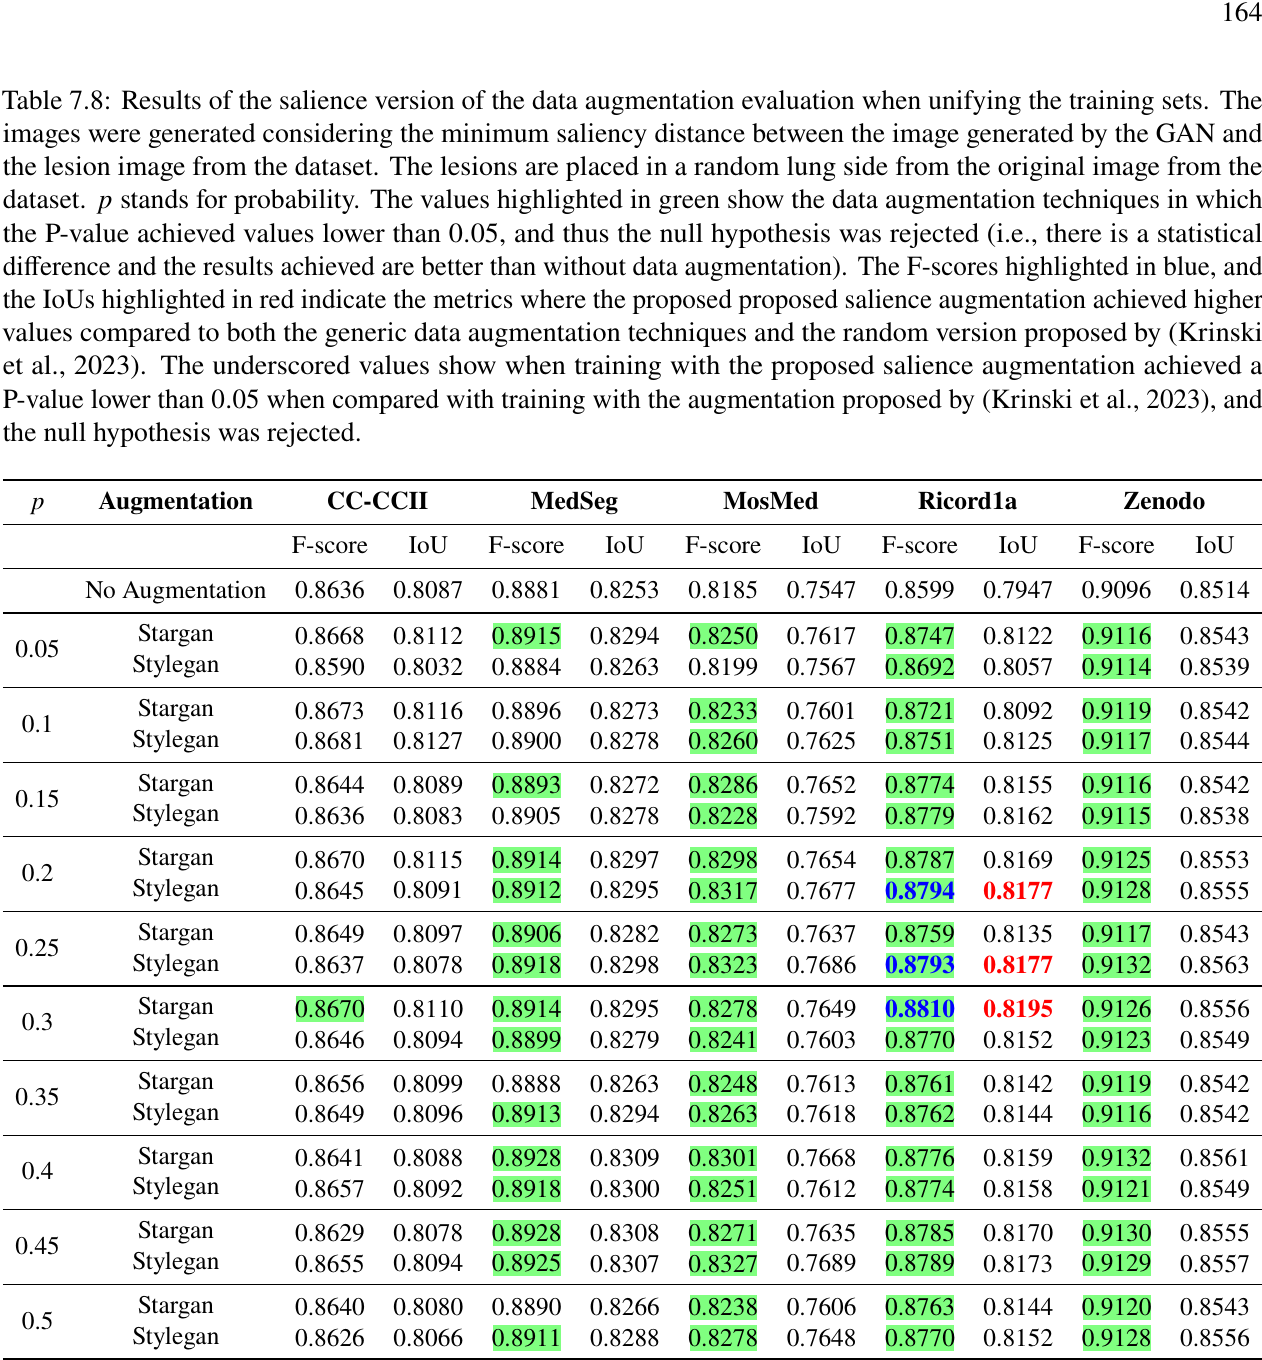 164
Table 7.8: Results of the salience version of the data augmentation evaluation when unifying the training sets. The
images were generated considering the minimum saliency distance between the image generated by the GAN and
the lesion image from the dataset. The lesions are placed in a random lung side from the original image from the
dataset. p stands for probability. The values highlighted in green show the data augmentation techniques in which
the P-value achieved values lower than 0.05, and thus the null hypothesis was rejected (i.e., there is a statistical
difference and the results achieved are better than without data augmentation). The F-scores highlighted in blue, and
the IoUs highlighted in red indicate the metrics where the proposed proposed salience augmentation achieved higher
values compared to both the generic data augmentation techniques and the random version proposed by (Krinski
et al., 2023). The underscored values show when training with the proposed salience augmentation achieved a
P-value lower than 0.05 when compared with training with the augmentation proposed by (Krinski et al., 2023), and
the null hypothesis was rejected.
p Augmentation CC-CCII MedSeg MosMed Ricord1a Zenodo
F-score IoU F-score IoU F-score IoU F-score IoU F-score IoU
No Augmentation 0.8636 0.8087 0.8881 0.8253 0.8185 0.7547 0.8599 0.7947 0.9096 0.8514
0.05
Stargan 0.8668 0.8112 0.8915 0.8294 0.8250 0.7617 0.8747 0.8122 0.9116 0.8543
Stylegan 0.8590 0.8032 0.8884 0.8263 0.8199 0.7567 0.8692 0.8057 0.9114 0.8539
0.1
Stargan 0.8673 0.8116 0.8896 0.8273 0.8233 0.7601 0.8721 0.8092 0.9119 0.8542
Stylegan 0.8681 0.8127 0.8900 0.8278 0.8260 0.7625 0.8751 0.8125 0.9117 0.8544
0.15
Stargan 0.8644 0.8089 0.8893 0.8272 0.8286 0.7652 0.8774 0.8155 0.9116 0.8542
Stylegan 0.8636 0.8083 0.8905 0.8278 0.8228 0.7592 0.8779 0.8162 0.9115 0.8538
0.2
Stargan 0.8670 0.8115 0.8914 0.8297 0.8298 0.7654 0.8787 0.8169 0.9125 0.8553
Stylegan 0.8645 0.8091 0.8912 0.8295 0.8317 0.7677 0.8794 0.8177 0.9128 0.8555
0.25
Stargan 0.8649 0.8097 0.8906 0.8282 0.8273 0.7637 0.8759 0.8135 0.9117 0.8543
Stylegan 0.8637 0.8078 0.8918 0.8298 0.8323 0.7686 0.8793 0.8177 0.9132 0.8563
0.3
Stargan 0.8670 0.8110 0.8914 0.8295 0.8278 0.7649 0.8810 0.8195 0.9126 0.8556
Stylegan 0.8646 0.8094 0.8899 0.8279 0.8241 0.7603 0.8770 0.8152 0.9123 0.8549
0.35
Stargan 0.8656 0.8099 0.8888 0.8263 0.8248 0.7613 0.8761 0.8142 0.9119 0.8542
Stylegan 0.8649 0.8096 0.8913 0.8294 0.8263 0.7618 0.8762 0.8144 0.9116 0.8542
0.4
Stargan 0.8641 0.8088 0.8928 0.8309 0.8301 0.7668 0.8776 0.8159 0.9132 0.8561
Stylegan 0.8657 0.8092 0.8918 0.8300 0.8251 0.7612 0.8774 0.8158 0.9121 0.8549
0.45
Stargan 0.8629 0.8078 0.8928 0.8308 0.8271 0.7635 0.8785 0.8170 0.9130 0.8555
Stylegan 0.8655 0.8094 0.8925 0.8307 0.8327 0.7689 0.8789 0.8173 0.9129 0.8557
0.5
Stargan 0.8640 0.8080 0.8890 0.8266 0.8238 0.7606 0.8763 0.8144 0.9120 0.8543
Stylegan 0.8626 0.8066 0.8911 0.8288 0.8278 0.7648 0.8770 0.8152 0.9128 0.8556